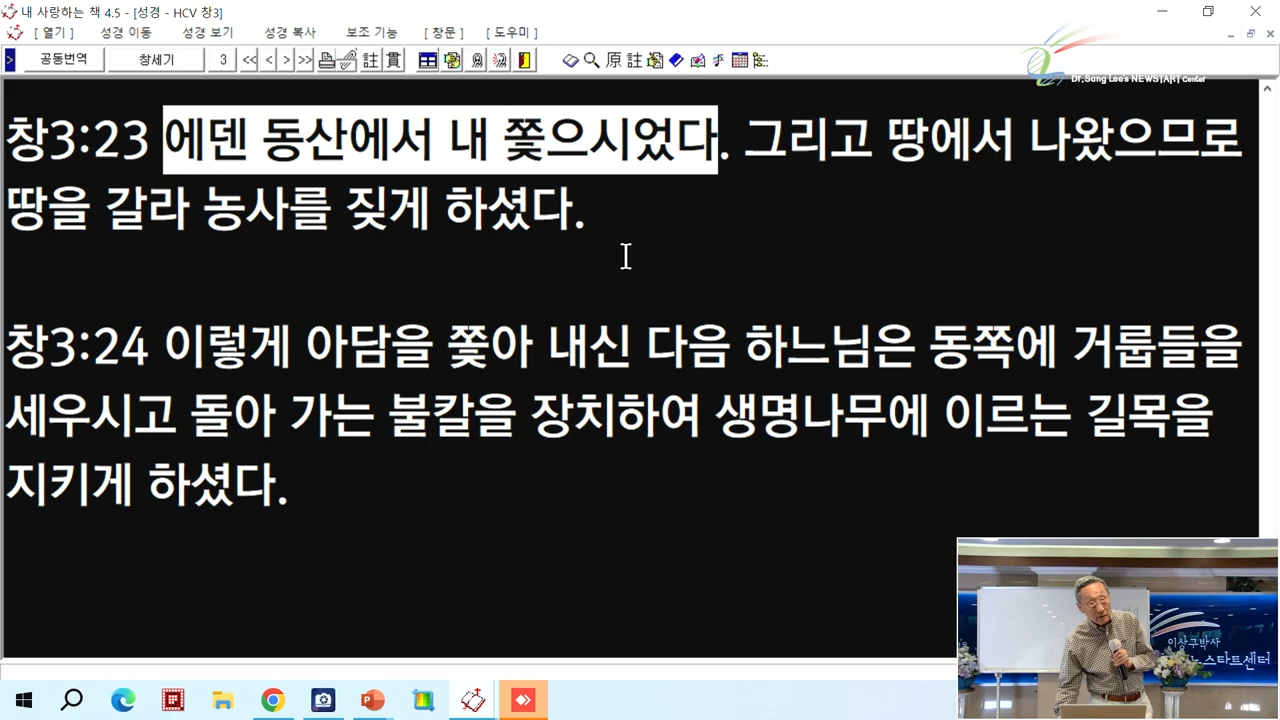 내 사랑하는 책 4.5 - [성경 - HCV 창3]
[ 열기 ] 성경 이동 성경 보기 성경 복사 보조 기능 [ 창문 ] [ 도우미 ]
공동번역 창세기 3 << < > >> 註 貫 原 註
Dr.Sang Lee's NEWSTART Center
창3:23 에덴 동산에서 내 쫓으시었다. 그리고 땅에서 나왔으므로
땅을 갈라 농사를 짖게 하셨다.
창3:24 이렇게 아담을 쫓아 내신 다음 하느님은 동쪽에 거룹들을
세우시고 돌아 가는 불칼을 장치하여 생명나무에 이르는 길목을
지키게 하셨다.
이상구박사
뉴스타트센터